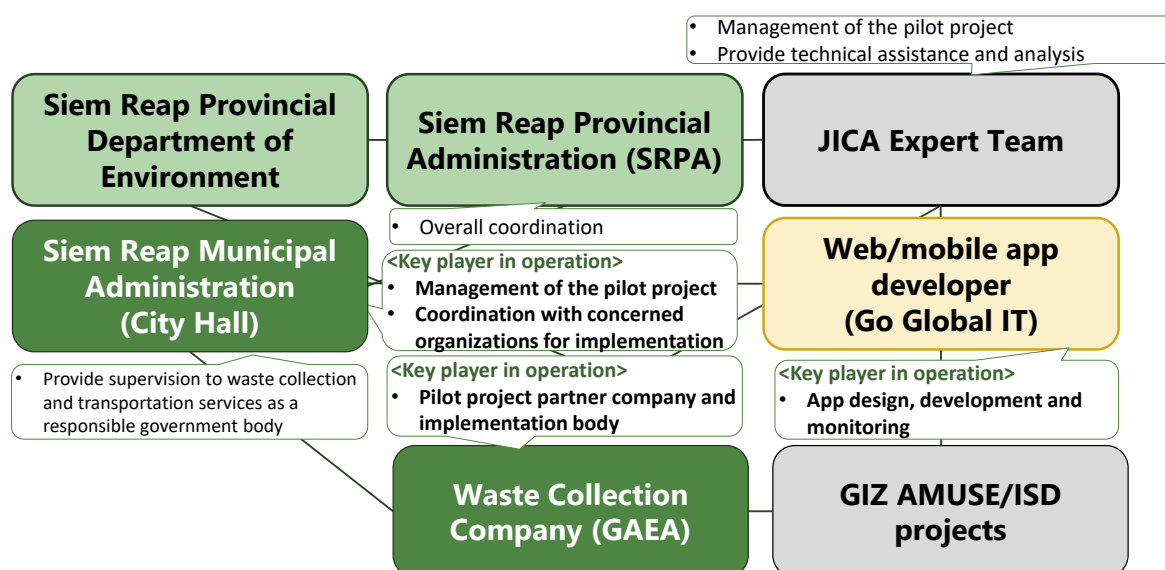 • Management of the pilot project
• Provide technical assistance and analysis
Siem Reap Provincial
Department of
Environment
Siem Reap Provincial
Administration (SRPA)
JICA Expert Team
• Overall coordination
Siem Reap Municipal
Administration
(City Hall)
<Key player in operation>
• Management of the pilot project
• Coordination with concerned
organizations for implementation
Web/mobile app
developer
(Go Global IT)
• Provide supervision to waste collection
and transportation services as a
responsible government body
<Key player in operation>
• Pilot project partner company and
implementation body
<Key player in operation>
• App design, development and
monitoring
Waste Collection
Company (GAEA)
GIZ AMUSE/ISD
projects